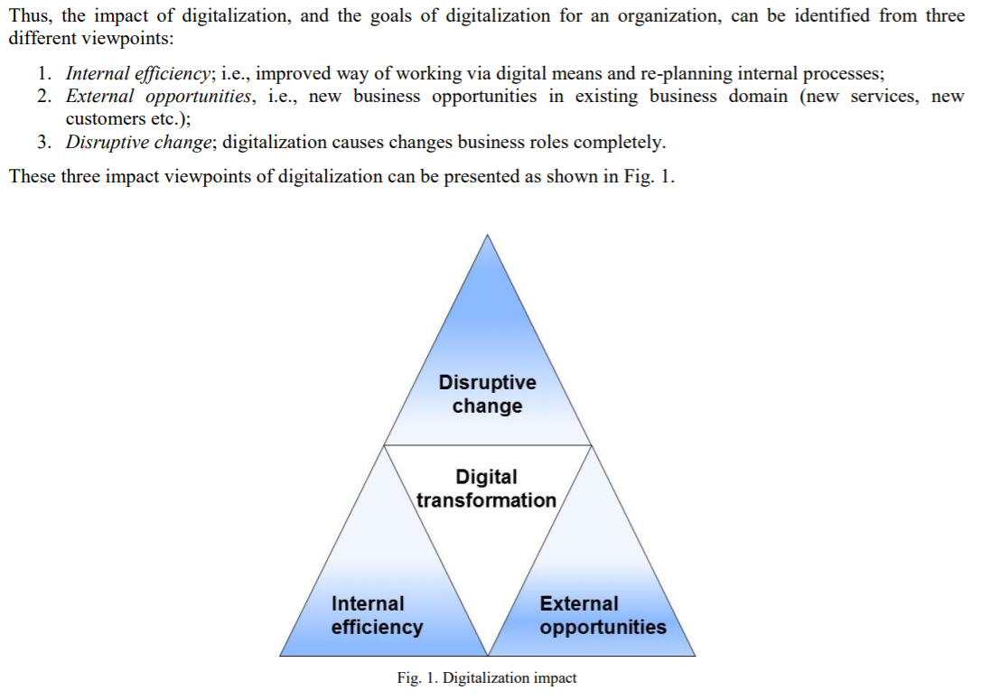 Thus, the impact of digitalization, and the goals of digitalization for an organization, can be identified from three
different viewpoints:
1. Internal efficiency; i.e., improved way of working via digital means and re-planning internal processes;
2. External opportunities, i.e., new business opportunities in existing business domain (new services, new
customers etc.);
3. Disruptive change; digitalization causes changes business roles completely.
These three impact viewpoints of digitalization can be presented as shown in Fig. 1.
Disruptive
change
Digital
transformation
Internal
efficiency
External
opportunities
Fig. 1. Digitalization impact